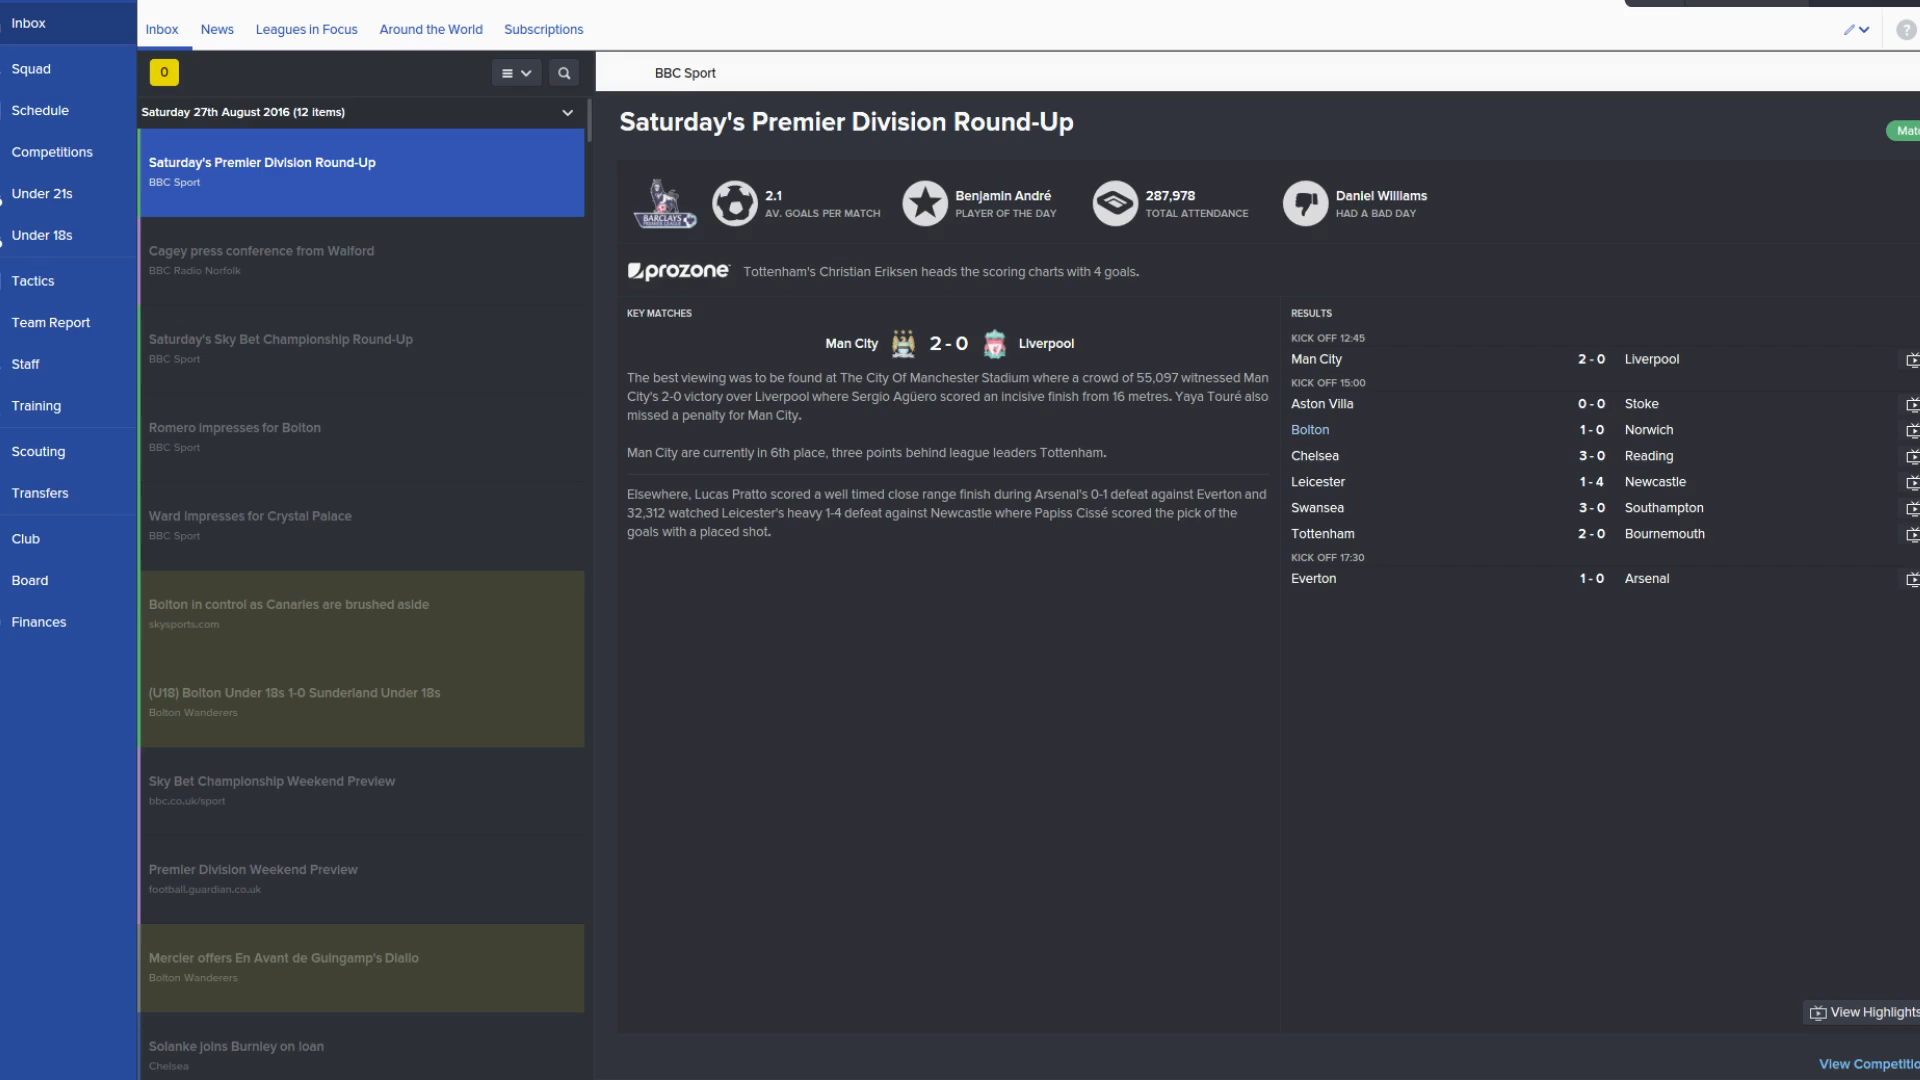 Inbox
Squad
Schedule
Competitions
Under 21s
Under 18s
Tactics
Team Report
Staff
Training
Scouting
Transfers
Club
Board
Finances
Inbox News Leagues in Focus Around the World Subscriptions
?
0
Saturday 27th August 2016 (12 items)
Saturday's Premier Division Round-Up
BBC Sport
Cagey press conference from Walford
BBC Radio Norfolk
Saturday's Sky Bet Championship Round-Up
BBC Sport
Romero impresses for Bolton
BBC Sport
Ward impresses for Crystal Palace
BBC Sport
Bolton in control as Canaries are brushed aside
skysports.com
(U18) Bolton Under 18s 1-0 Sunderland Under 18s
Bolton Wanderers
Sky Bet Championship Weekend Preview
bbc.co.uk/sport
Premier Division Weekend Preview
football.guardian.co.uk
Mercier offers En Avant de Guingamp's Diallo
Bolton Wanderers
Solanke joins Burnley on loan
Chelsea
BBC Sport
Saturday's Premier Division Round-Up
BARCLAYS
2.1
AV. GOALS PER MATCH
Benjamin André
PLAYER OF THE DAY
287,978
TOTAL ATTENDANCE
Daniel Williams
HAD A BAD DAY
prozone Tottenham's Christian Eriksen heads the scoring charts with 4 goals.
KEY MATCHES
Man City 2 - 0 Liverpool
The best viewing was to be found at The City Of Manchester Stadium where a crowd of 55,097 witnessed Man
City's 2-0 victory over Liverpool where Sergio Agüero scored an incisive finish from 16 metres. Yaya Touré also
missed a penalty for Man City.
Man City are currently in 6th place, three points behind league leaders Tottenham.
Elsewhere, Lucas Pratto scored a well timed close range finish during Arsenal's 0-1 defeat against Everton and
32,312 watched Leicester's heavy 1-4 defeat against Newcastle where Papiss Cissé scored the pick of the
goals with a placed shot.
RESULTS
KICK OFF 12:45
Man City 2 - 0 Liverpool
KICK OFF 15:00
Aston Villa 0 - 0 Stoke
Bolton 1 - 0 Norwich
Chelsea 3 - 0 Reading
Leicester 1 - 4 Newcastle
Swansea 3 - 0 Southampton
Tottenham 2 - 0 Bournemouth
KICK OFF 17:30
Everton 1 - 0 Arsenal
View Highlights
View Competitio